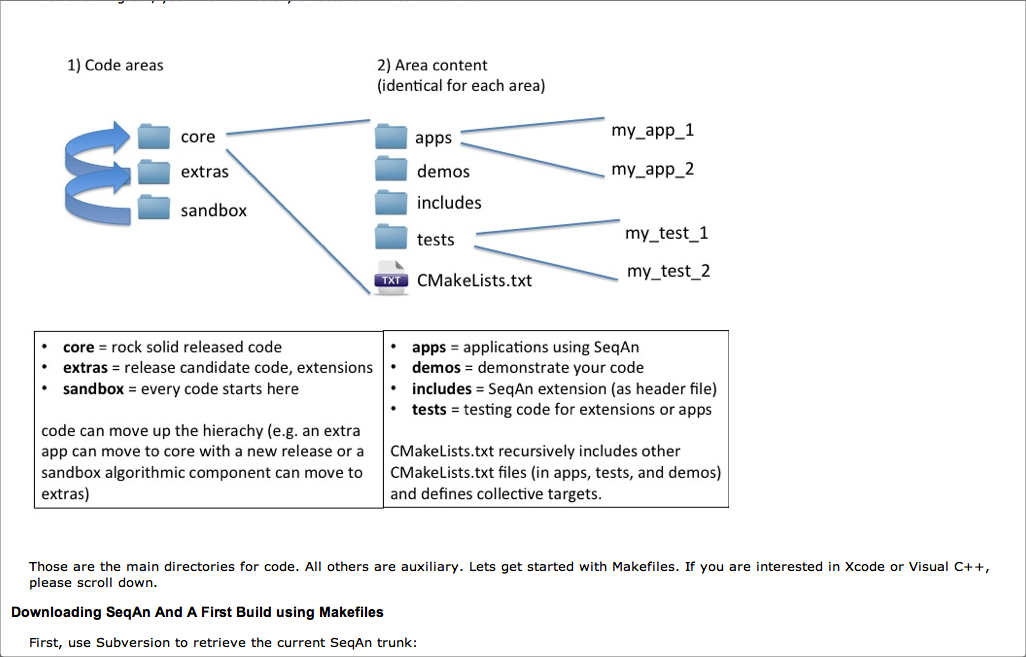 1) Code areas
2) Area content
(identical for each area)
core
extras
sandbox
apps
demos
includes
tests
TXT
CMakeLists.txt
my_app_1
my_app_2
my_test_1
my_test_2
• core = rock solid released code
• extras = release candidate code, extensions
• sandbox = every code starts here
code can move up the hierachy (e.g. an extra
app can move to core with a new release or a
sandbox algorithmic component can move to
extras)
• apps = applications using SeqAn
• demos = demonstrate your code
• includes = SeqAn extension (as header file)
• tests = testing code for extensions or apps
CMakeLists.txt recursively includes other
CMakeLists.txt files (in apps, tests, and demos)
and defines collective targets.
Those are the main directories for code. All others are auxiliary. Lets get started with Makefiles. If you are interested in Xcode or Visual C++,
please scroll down.
Downloading SeqAn And A First Build using Makefiles
First, use Subversion to retrieve the current SeqAn trunk: